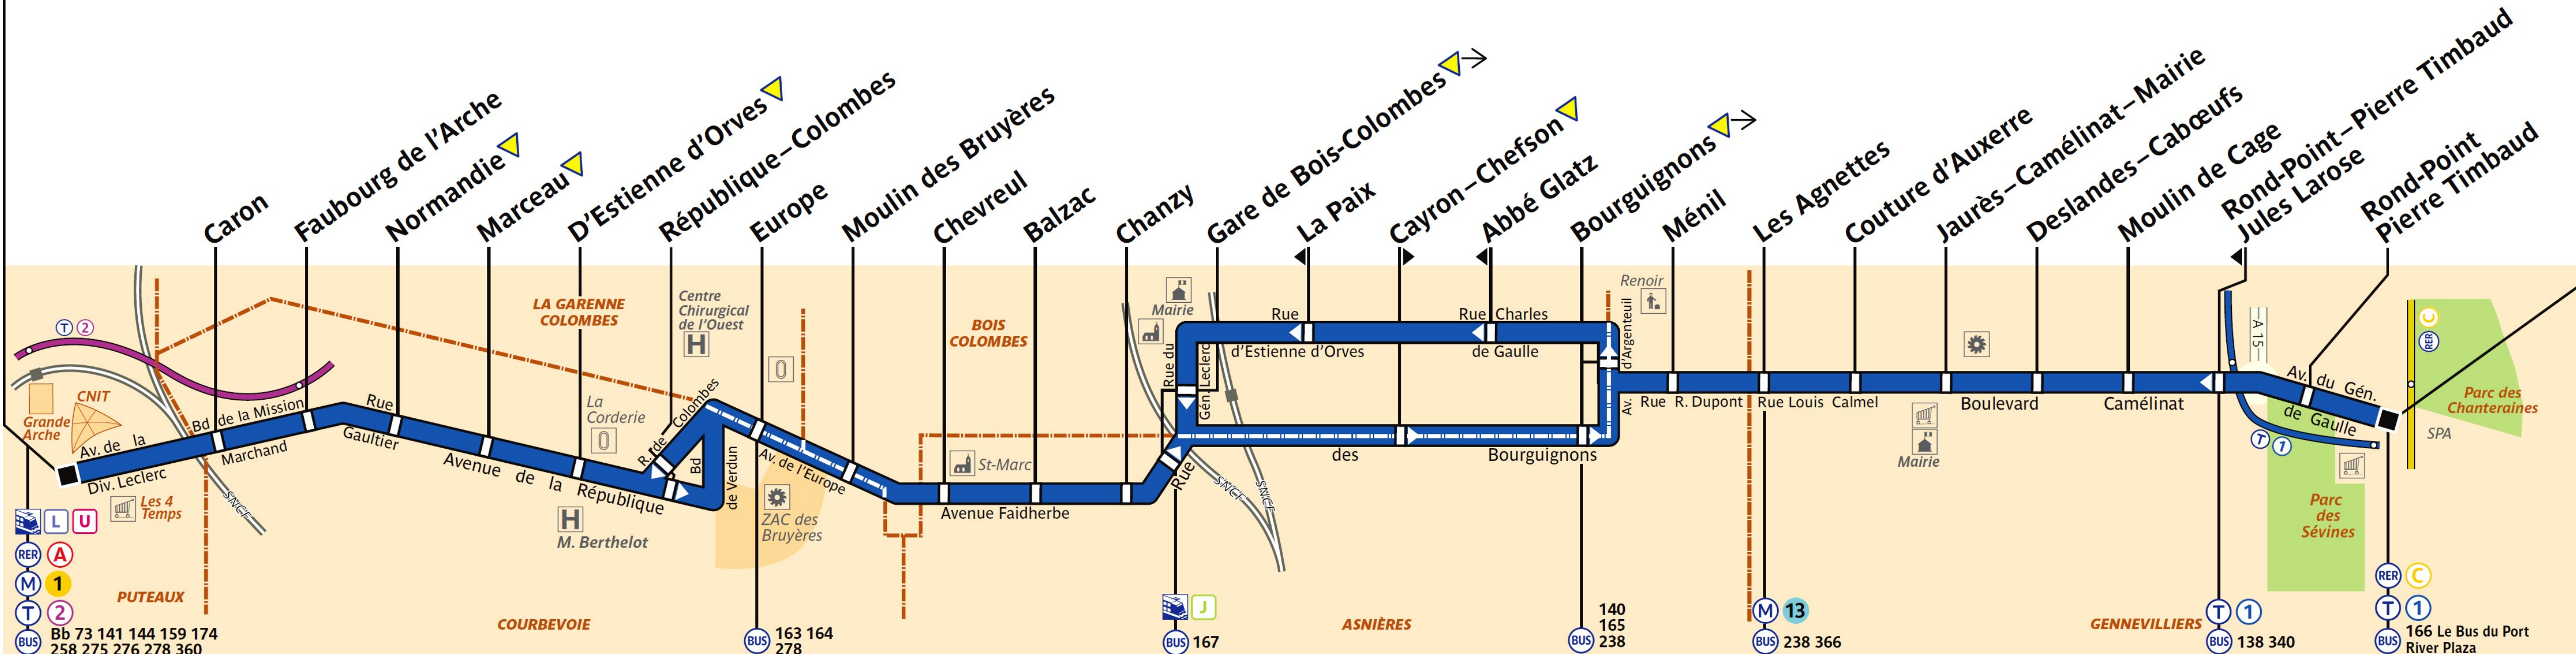 Caron
Faubourg de l'Arche
Normandie
Marceau
D'Estienne d'Orves
République–Colombes
Europe
Moulin des Bruyères
Chevreul
Balzac
Chanzy
Gare de Bois-Colombes
La Paix
Cayron–Chefson
Abbé Glatz
Bourguignons
Ménil
Les Agnettes
Couture d'Auxerre
Jaurès–Camélinat–Mairie
Deslandes–Cabœufs
Moulin de Cage
Rond-Point–Pierre Timbaud
Jules Larose
Rond-Point
Pierre Timbaud
T 2
CNIT
Grande
Arche
Av. de la
Div. Leclerc
Les 4
Temps
SNCF
Bd de la Mission
Marchand
Rue
Gaultier
Avenue de la République
LA GARENNE
COLOMBES
La
Corderie
H
M. Berthelot
Centre
Chirurgical
de l'Ouest
H
R. de Colombes
Bd
de Verdun
ZAC des
Bruyères
Av. de l'Europe
BOIS
COLOMBES
St-Marc
Avenue Faidherbe
Mairie
Rue du
Gén. Leclerc
Rue
SNCF
SNCF
Rue
d'Estienne d'Orves
Rue Charles
de Gaulle
des
Bourguignons
Renoir
Av.
d'Argenteuil
Rue R. Dupont
Rue Louis Calmel
Mairie
Boulevard
Camélinat
A 15
T 1
Av. du Gén.
de Gaulle
C
RER
Parc des
Chanteraines
SPA
Parc
des
Sévines
L U
RER A
M 1
T 2
BUS Bb 73 141 144 159 174
258 275 276 278 360
PUTEAUX
COURBEVOIE
BUS 163 164
278
J
BUS 167
ASNIÈRES
BUS 140
165
238
M 13
BUS 238 366
GENNEVILLIERS
T 1
BUS 138 340
RER C
T 1
BUS 166 Le Bus du Port
River Plaza